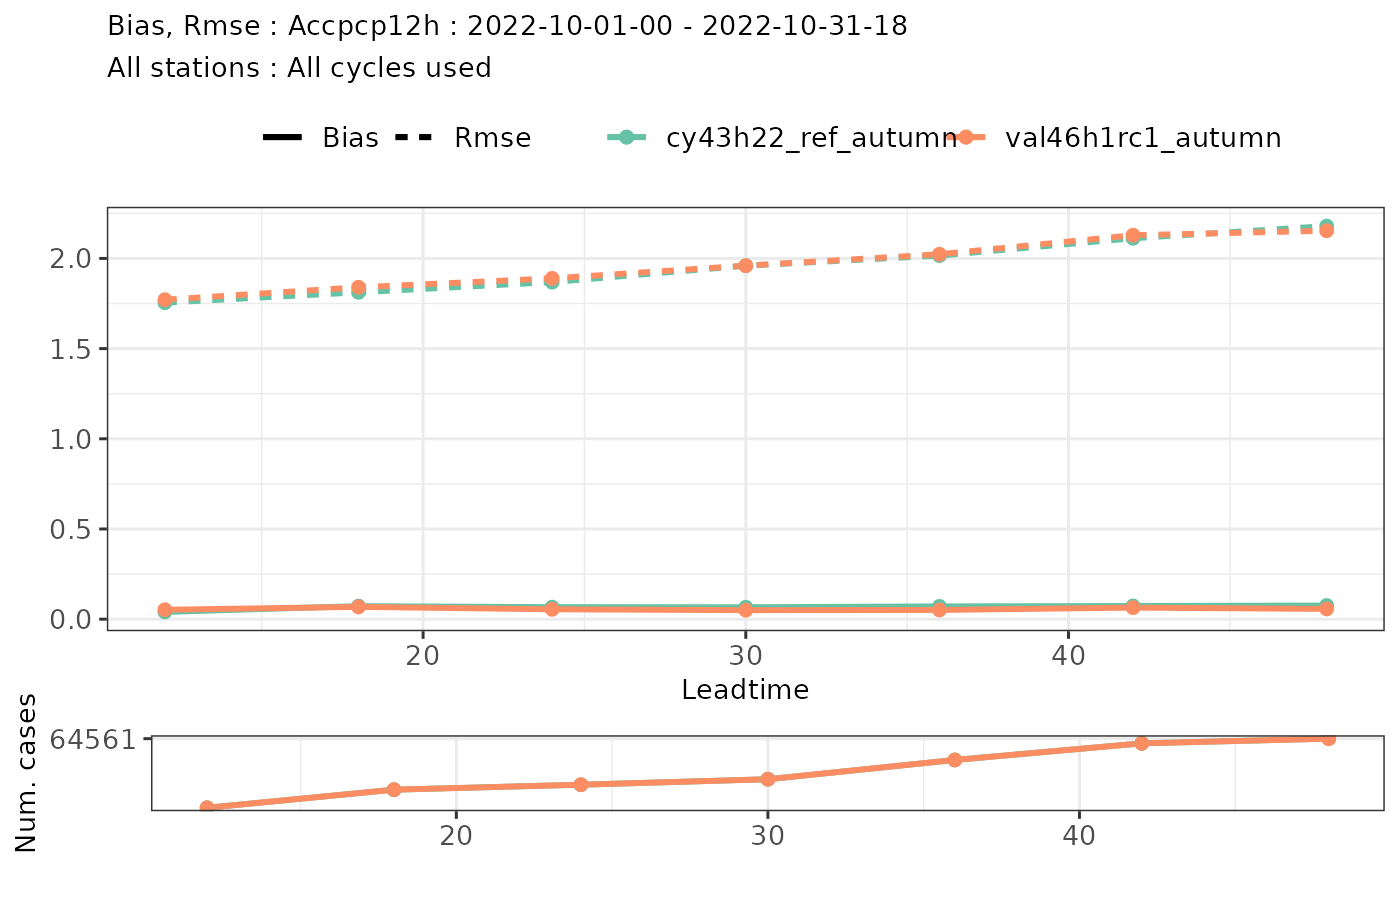 Bias, Rmse : Accpcp12h : 2022-10-01-00 - 2022-10-31-18
All stations : All cycles used
Bias Rmse cy43h22_ref_autumn val46h1rc1_autumn
2.0
1.5
1.0
0.5
0.0
20 30 40
Leadtime
Num. cases
64561
20 30 40